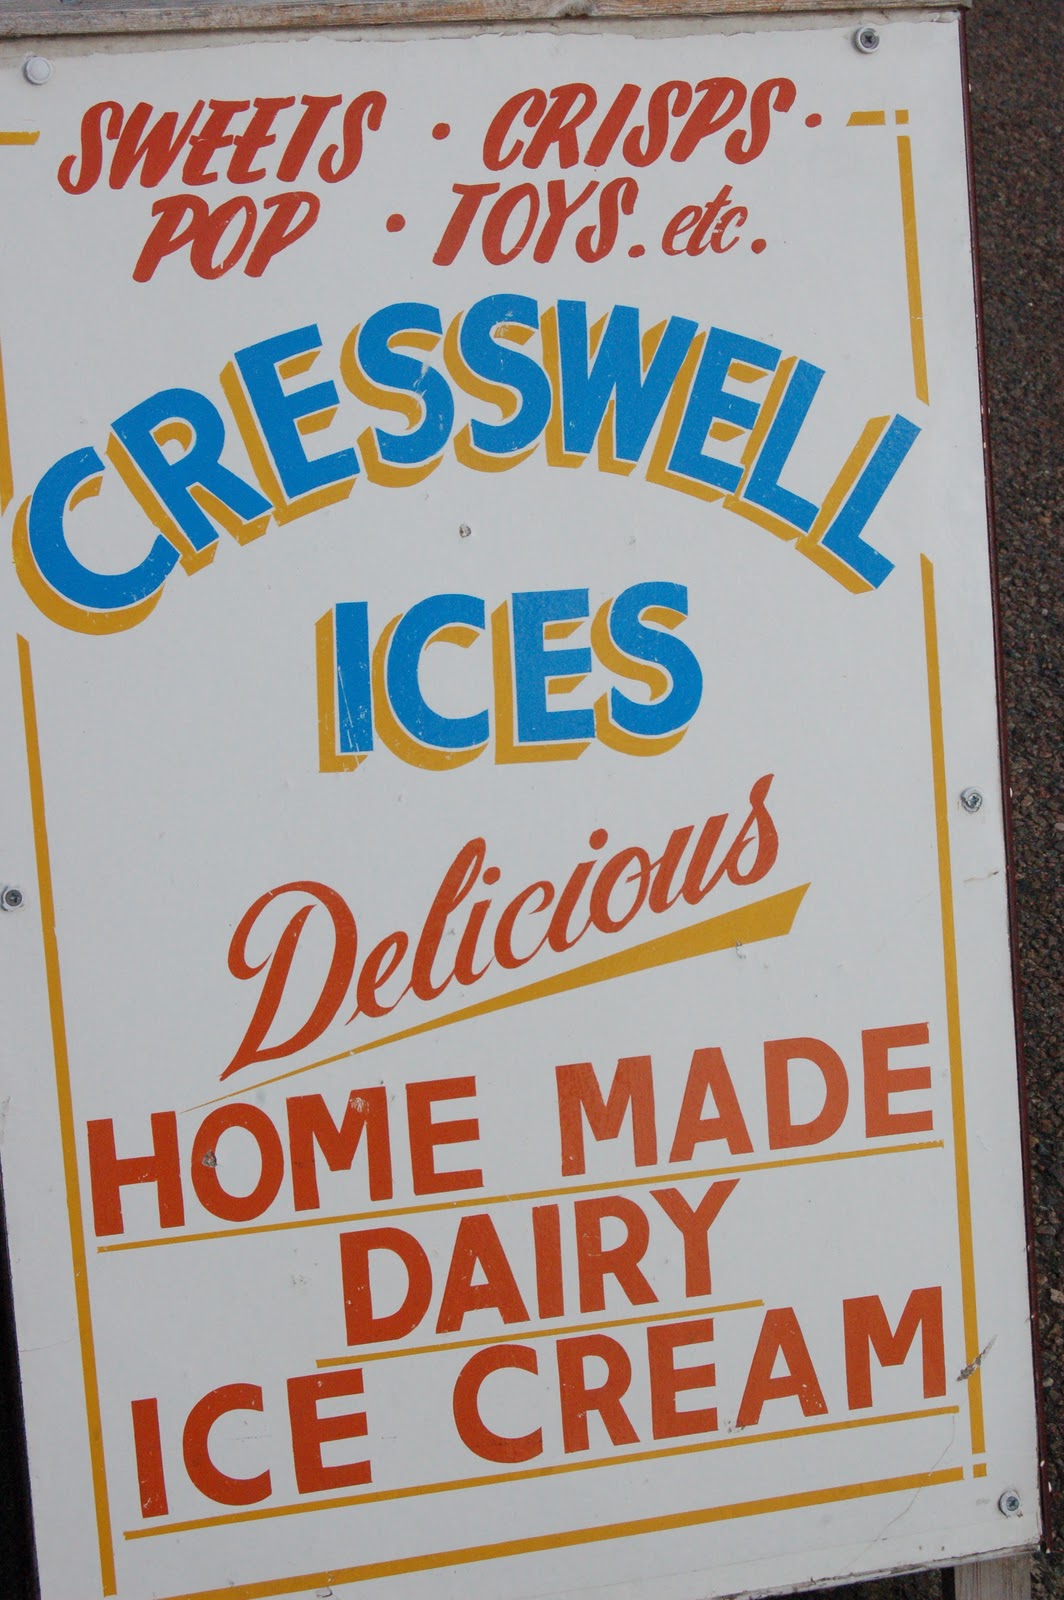 SWEETS · CRISPS ·
POP · TOYS. etc.
CRESSWELL
ICES
Delicious
HOME MADE
DAIRY
ICE CREAM